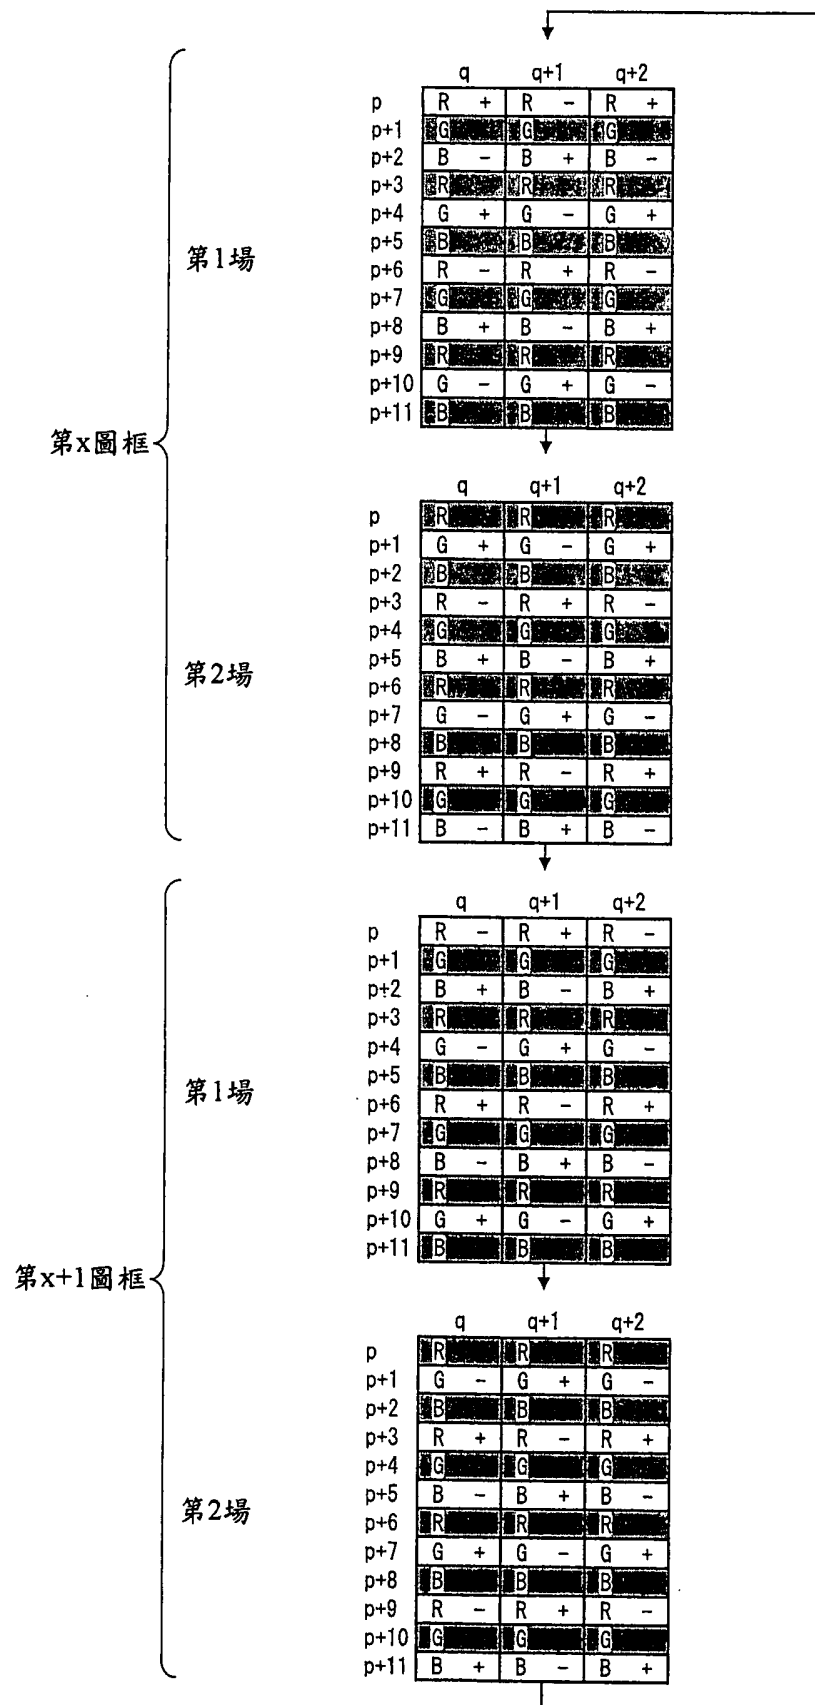 q q+1 q+2
p R + R - R +
p+1 G G G
p+2 B - B + B -
p+3 R R R
p+4 G + G - G +
p+5 B B B
第1場
p+6 R - R + R -
p+7 G G G
p+8 B + B - B +
p+9 R R R
p+10 G - G + G -
p+11 B B B
第x圖框
q q+1 q+2
p R R R
p+1 G + G - G +
p+2 B B B
p+3 R - R + R -
p+4 G G G
p+5 B + B - B +
第2場
p+6 R R R
p+7 G - G + G -
p+8 B B B
p+9 R + R - R +
p+10 G G G
p+11 B - B + B -
q q+1 q+2
p R - R + R -
p+1 G G G
p+2 B + B - B +
p+3 R R R
p+4 G - G + G -
p+5 B B B
第1場
p+6 R + R - R +
p+7 G G G
p+8 B - B + B -
p+9 R R R
p+10 G + G - G +
p+11 B B B
第x+1圖框
q q+1 q+2
p R R R
p+1 G - G + G -
p+2 B B B
p+3 R + R - R +
p+4 G G G
p+5 B - B + B -
第2場
p+6 R R R
p+7 G + G - G +
p+8 B B B
p+9 R - R + R -
p+10 G G G
p+11 B + B - B +